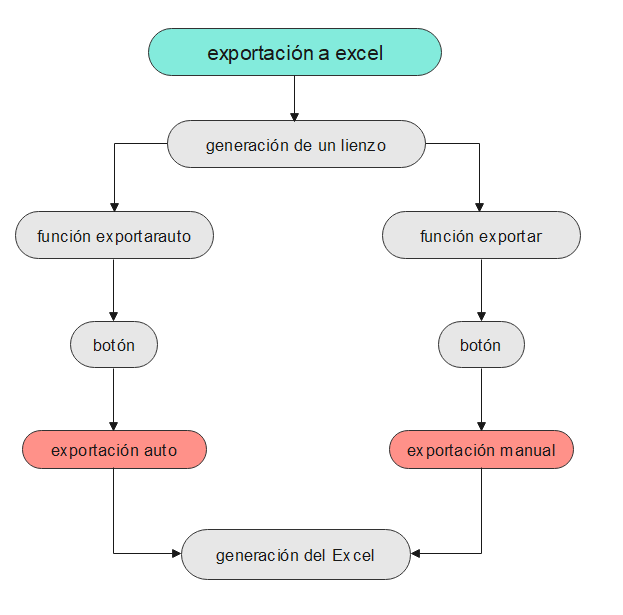 exportación a excel
generación de un lienzo
función exportarauto
función exportar
botón
botón
exportación auto
exportación manual
generación del Excel